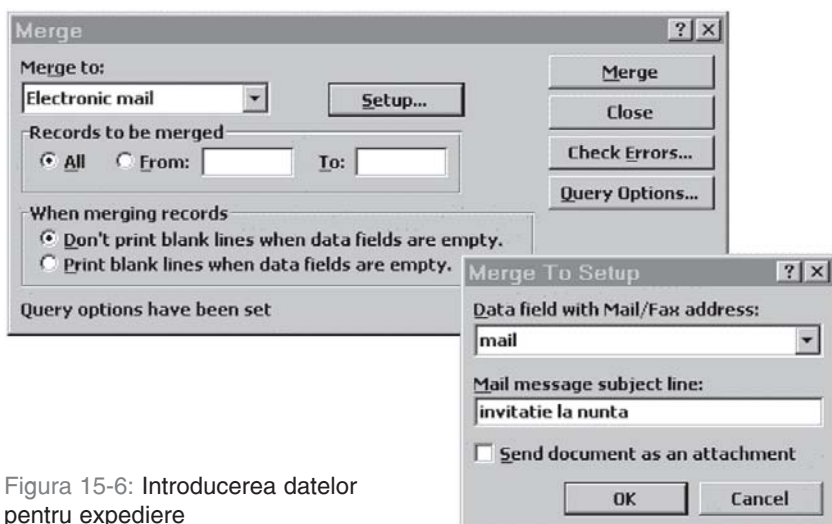 Merge
Merge to:
Electronic mail
Setup...
Records to be merged
All From: To:
When merging records
Don't print blank lines when data fields are empty.
Print blank lines when data fields are empty.
Query options have been set
Merge
Close
Check Errors...
Query Options...
Merge To Setup
Data field with Mail/Fax address:
mail
Mail message subject line:
invitatie la nunta
Send document as an attachment
OK Cancel
Figura 15-6: Introducerea datelor
pentru expediere